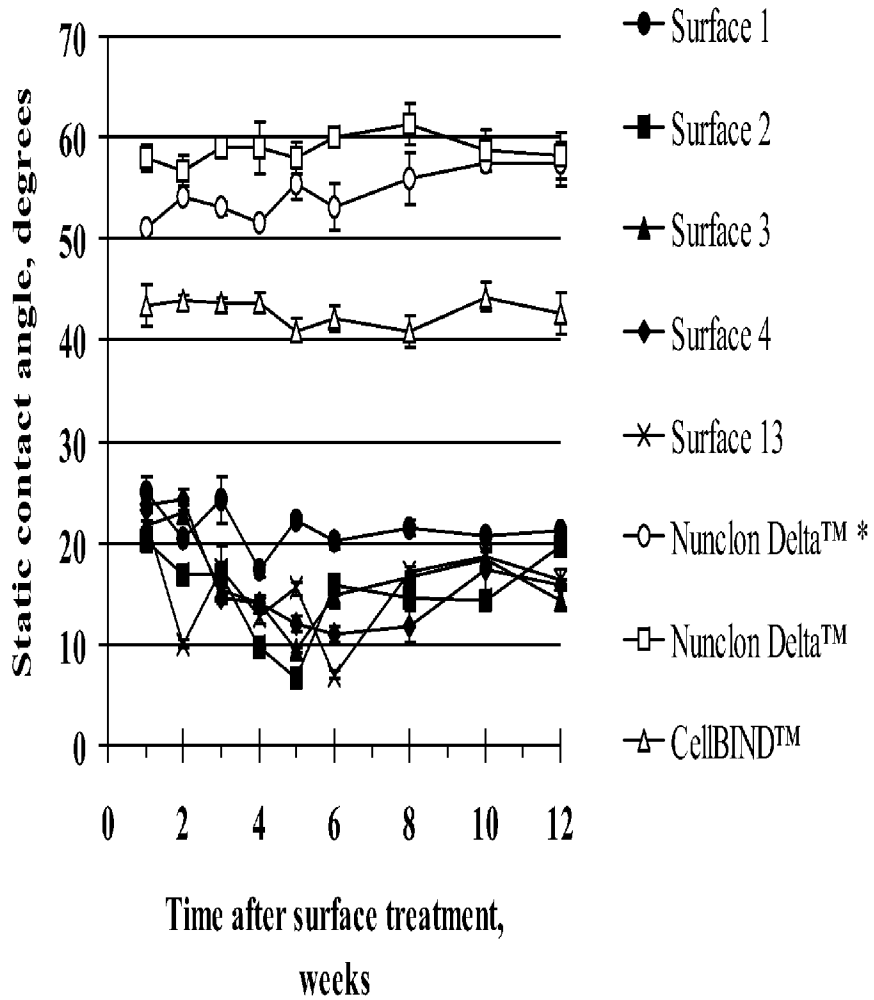 Static contact angle, degrees
70
60
50
40
30
20
10
0
0 2 4 6 8 10 12
Time after surface treatment,
weeks
Surface 1
Surface 2
Surface 3
Surface 4
Surface 13
Nunclon Delta™ *
Nunclon Delta™
CellBIND™